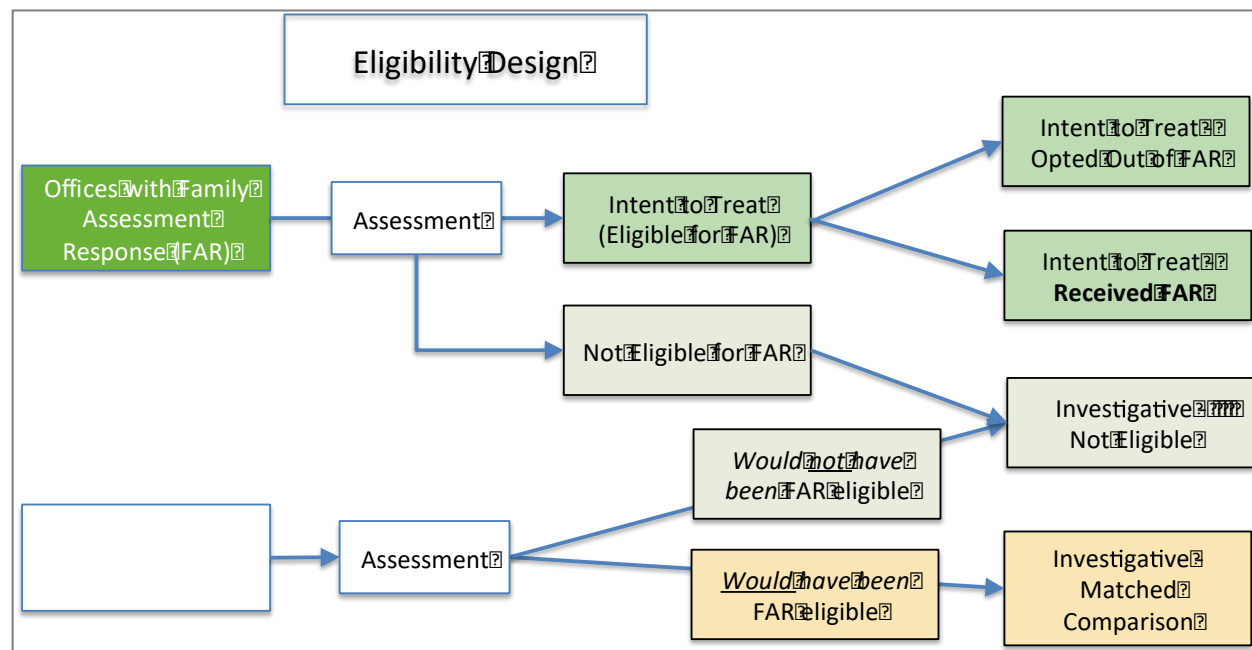 Eligibility Design
Intent to Treat -
Opted Out of FAR
Offices with Family
Assessment
Response (FAR)
Assessment
Intent to Treat
(Eligible for FAR)
Intent to Treat -
Received FAR
Not Eligible for FAR
Investigative -
Not Eligible
Would not have
been FAR eligible
Assessment
Would have been
FAR eligible
Investigative -
Matched
Comparison